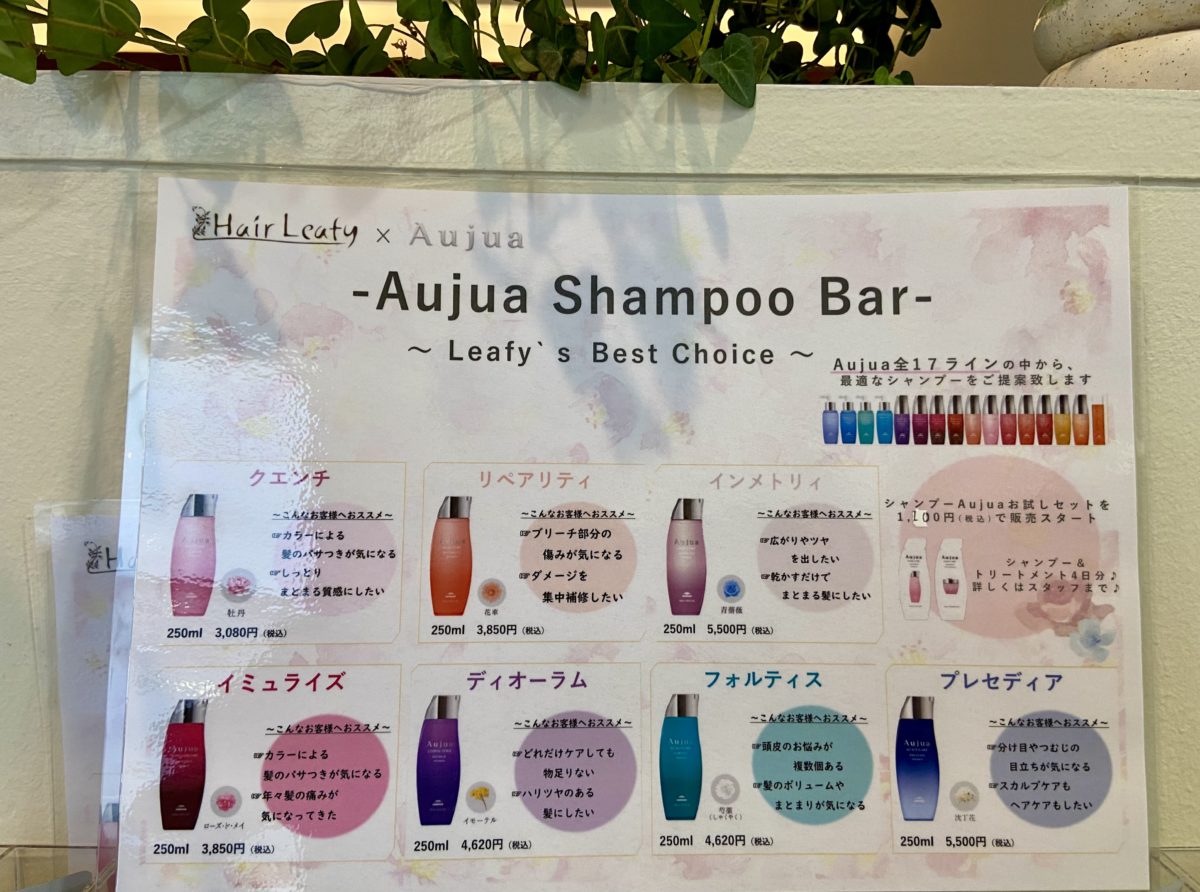 Hair Leafy × Aujua
-Aujua Shampoo Bar-
～ Leafy`s Best Choice ～
Aujua全17ラインの中から、
最適なシャンプーをご提案致します
クエンチ
～こんなお客様へおススメ～
☞カラーによる
髪のパサつきが気になる
☞しっとり
まとまる質感にしたい
Aujua
牡丹
250ml 3,080円（税込）
リペアリティ
～こんなお客様へおススメ～
☞ブリーチ部分の
傷みが気になる
☞ダメージを
集中補修したい
Aujua
花車
250ml 3,850円（税込）
インメトリィ
～こんなお客様へおススメ～
☞広がりやツヤ
を出したい
☞乾かすだけで
まとまる髪にしたい
Aujua
青薔薇
250ml 5,500円（税込）
シャンプーAujuaお試しセットを
1,100円（税込）で販売スタート
シャンプー＆
トリートメント4日分♪
詳しくはスタッフまで♪
イミュライズ
～こんなお客様へおススメ～
☞カラーによる
髪のパサつきが気になる
☞年々髪の痛みが
気になってきた
Aujua
ローズ・ド・メイ
250ml 3,850円（税込）
ディオーラム
～こんなお客様へおススメ～
☞どれだけケアしても
物足りない
☞ハリツヤのある
髪にしたい
Aujua
イモーテル
250ml 4,620円（税込）
フォルティス
～こんなお客様へおススメ～
☞頭皮のお悩みが
複数個ある
☞髪のボリュームや
まとまりが気になる
Aujua
芍薬
（しゃくやく）
250ml 4,620円（税込）
プレセディア
～こんなお客様へおススメ～
☞分け目やつむじの
目立ちが気になる
☞スカルプケアも
ヘアケアもしたい
Aujua
沈丁花
250ml 5,500円（税込）